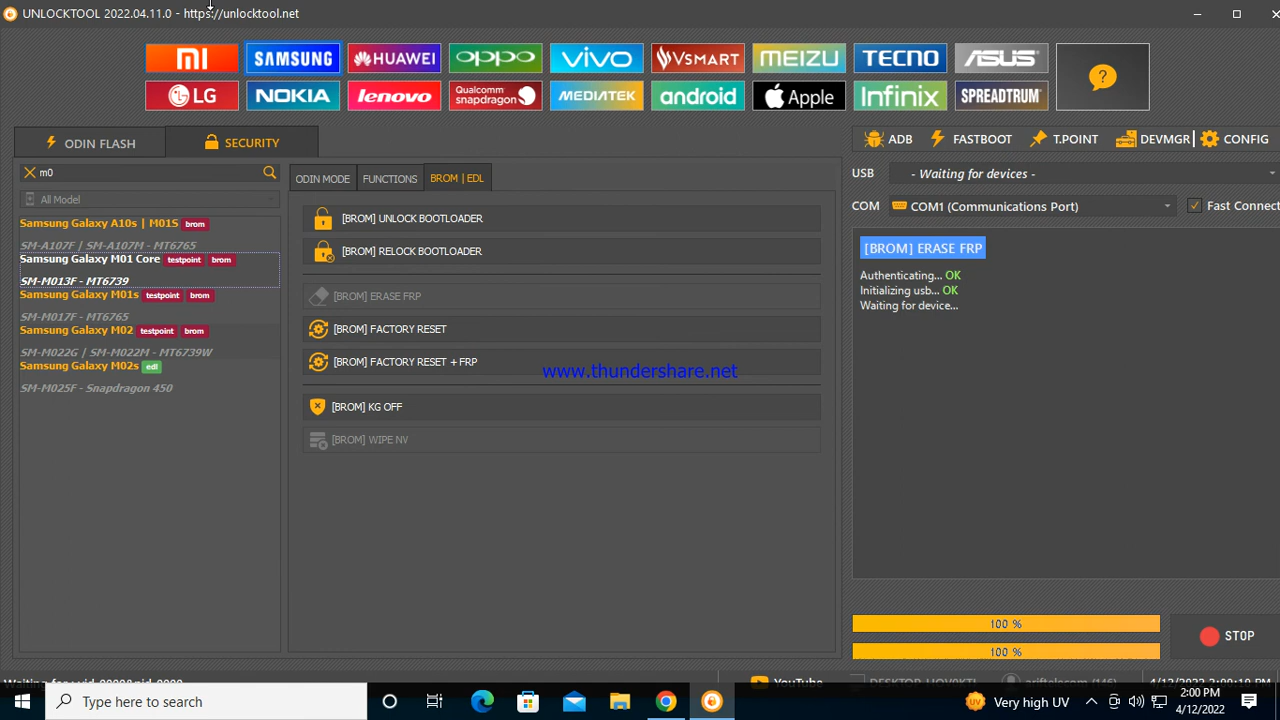 UNLOCKTOOL 2022.04.11.0 - https://unlocktool.net
MI SAMSUNG HUAWEI oppo vivo VSMART MEIZU TECNO ASUS
LG NOKIA lenovo Qualcomm snapdragon MEDIATEK android Apple Infinix SPREADTRUM
ODIN FLASH SECURITY
ADB FASTBOOT T.POINT DEVMGR CONFIG
m0
All Model
Samsung Galaxy A10s | M01S brom
SM-A107F | SM-A107M - MT6765
Samsung Galaxy M01 Core testpoint brom
SM-M013F - MT6739
Samsung Galaxy M01s testpoint brom
SM-M017F - MT6765
Samsung Galaxy M02 testpoint brom
SM-M022G | SM-M022M - MT6739W
Samsung Galaxy M02s edl
SM-M025F - Snapdragon 450
ODIN MODE FUNCTIONS BROM | EDL
[BROM] UNLOCK BOOTLOADER
[BROM] RELOCK BOOTLOADER
[BROM] ERASE FRP
[BROM] FACTORY RESET
[BROM] FACTORY RESET + FRP
www.thundershare.net
[BROM] KG OFF
[BROM] WIPE NV
USB - Waiting for devices -
COM COM1 (Communications Port) Fast Connect
[BROM] ERASE FRP
Authenticating... OK
Initializing usb... OK
Waiting for device...
100 %
100 %
STOP
YouTube
Type here to search
Very high UV
2:00 PM
4/12/2022